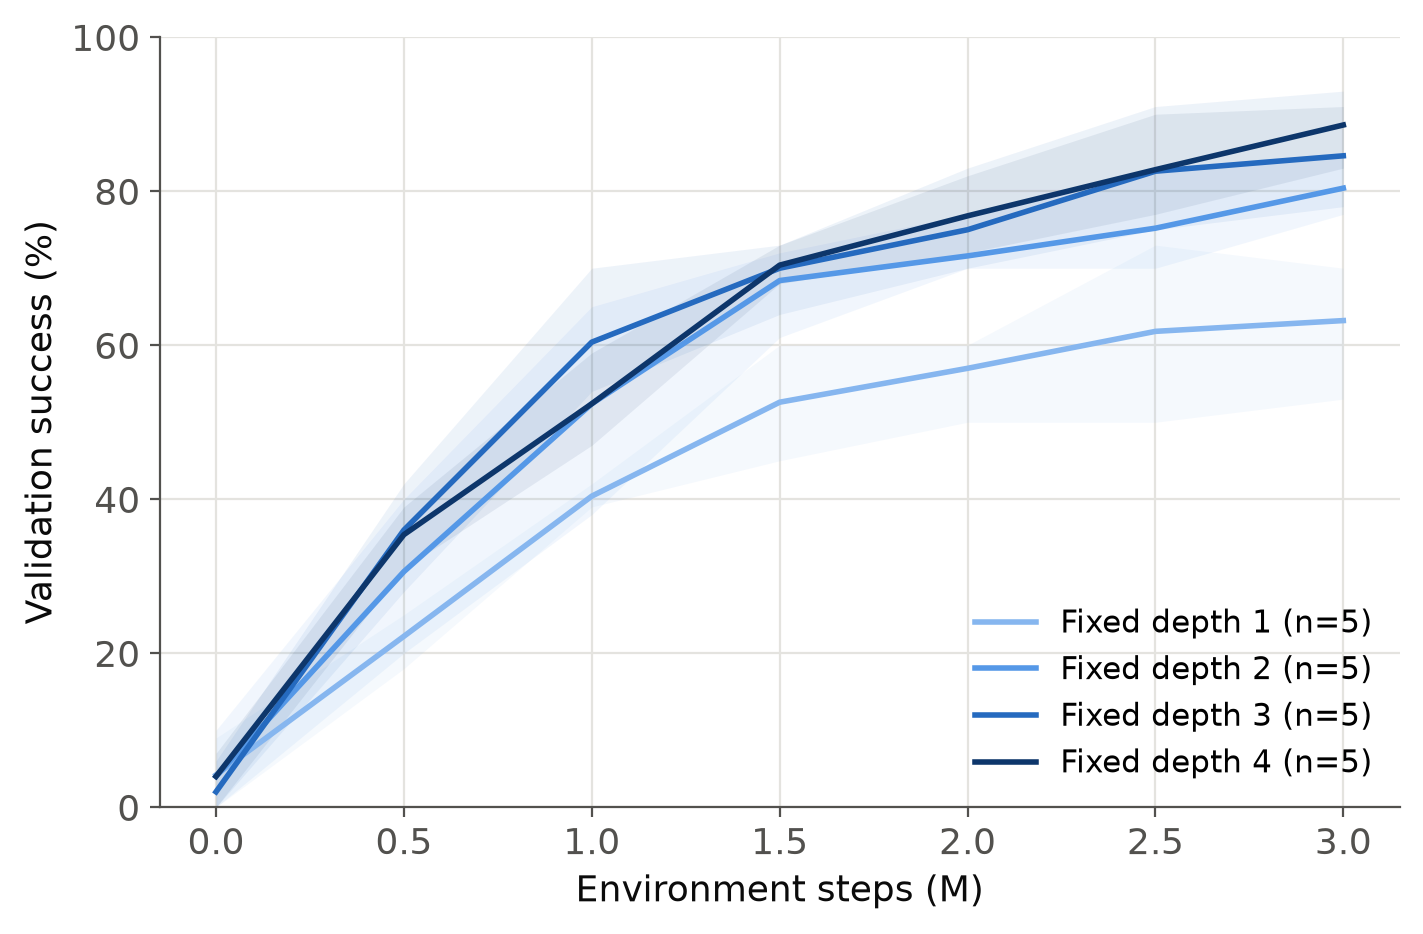 Validation success (%)
100
80
60
40
20
0
0.0 0.5 1.0 1.5 2.0 2.5 3.0
Environment steps (M)
Fixed depth 1 (n=5)
Fixed depth 2 (n=5)
Fixed depth 3 (n=5)
Fixed depth 4 (n=5)